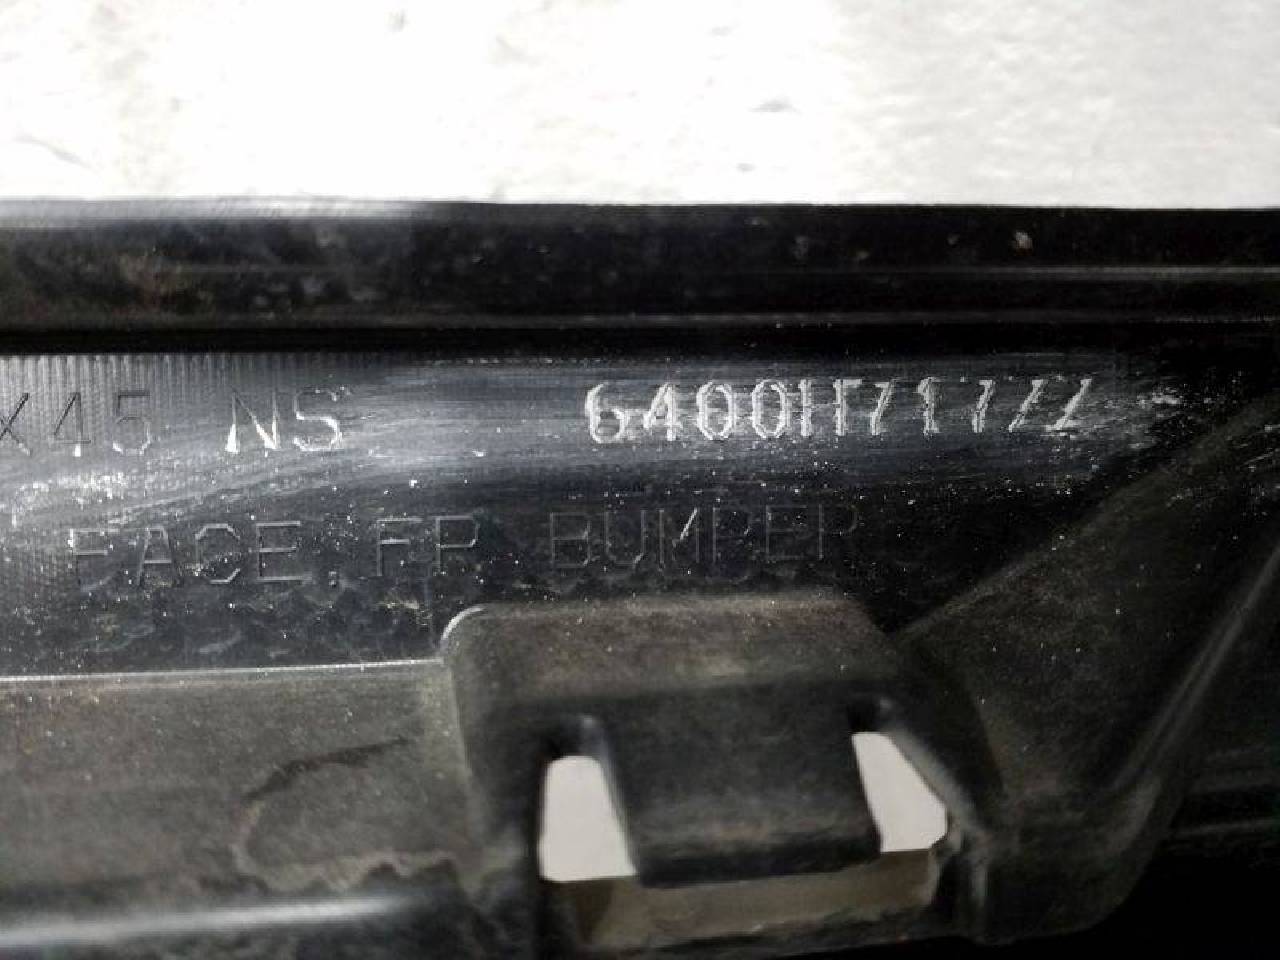 X45 NS 6400H717ZZ
FACE, FR BUMPER